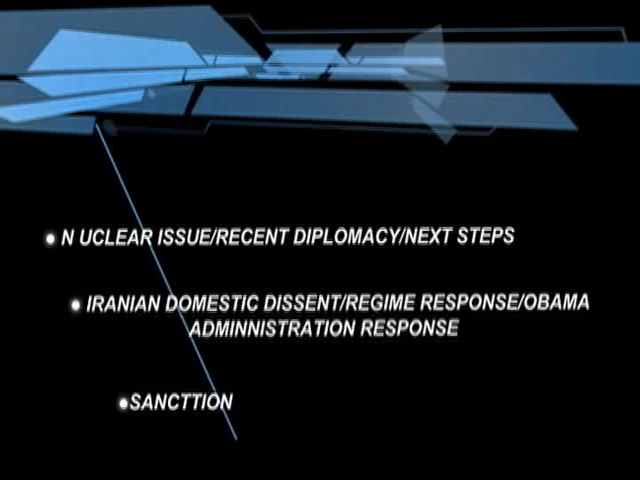 • N UCLEAR ISSUE/RECENT DIPLOMACY/NEXT STEPS
• IRANIAN DOMESTIC DISSENT/REGIME RESPONSE/OBAMA
ADMINNISTRATION RESPONSE
•SANCTTION